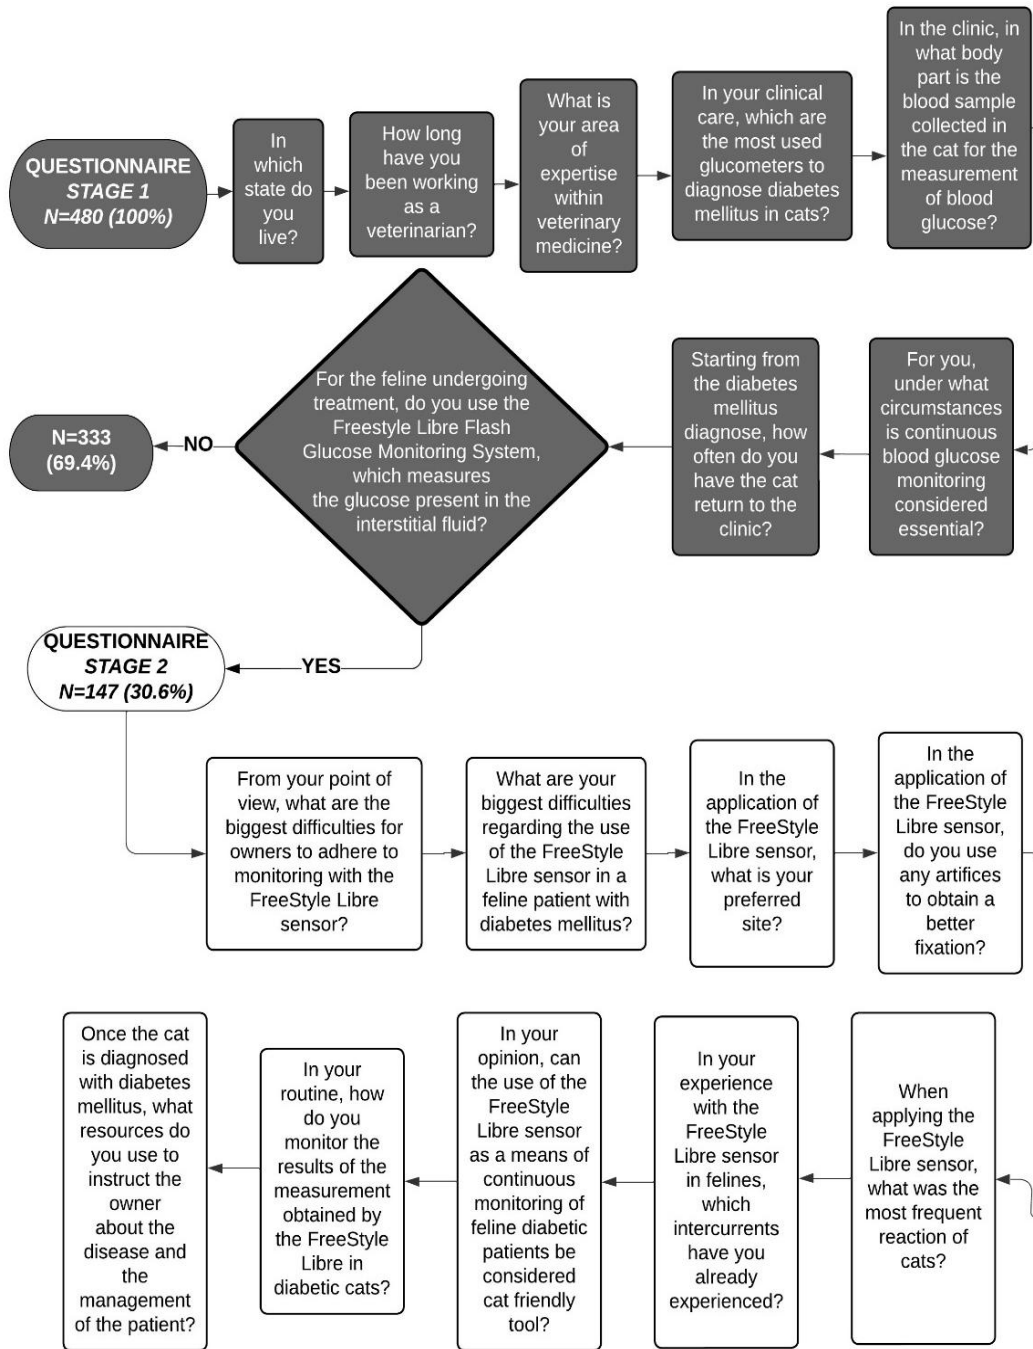 QUESTIONNAIRE
STAGE 1
N=480 (100%)
In
which
state do
you
live?
How long
have you
been working
as a
veterinarian?
What is
your area
of
expertise
within
veterinary
medicine?
In your clinical
care, which are
the most used
glucometers to
diagnose diabetes
mellitus in cats?
In the clinic, in
what body
part is the
blood sample
collected in
the cat for the
measurement
of blood
glucose?
For you,
under what
circumstances
is continuous
blood glucose
monitoring
considered
essential?
Starting from
the diabetes
mellitus
diagnose, how
often do you
have the cat
return to the
clinic?
For the feline undergoing
treatment, do you use the
Freestyle Libre Flash
Glucose Monitoring System,
which measures
the glucose present in the
interstitial fluid?
NO
N=333
(69.4%)
YES
QUESTIONNAIRE
STAGE 2
N=147 (30.6%)
From your point of
view, what are the
biggest difficulties for
owners to adhere to
monitoring with the
FreeStyle Libre
sensor?
What are your
biggest difficulties
regarding the use
of the FreeStyle
Libre sensor in a
feline patient with
diabetes mellitus?
In the
application of
the FreeStyle
Libre sensor,
what is your
preferred
site?
In the
application of
the FreeStyle
Libre sensor,
do you use
any artifices
to obtain a
better
fixation?
When
applying the
FreeStyle
Libre sensor,
what was the
most frequent
reaction of
cats?
In your
experience
with the
FreeStyle
Libre sensor
in felines,
which
intercurrents
have you
already
experienced?
In your
opinion, can
the use of the
FreeStyle
Libre sensor
as a means of
continuous
monitoring of
feline diabetic
patients be
considered
cat friendly
tool?
In your
routine, how
do you
monitor the
results of the
measurement
obtained by
the FreeStyle
Libre in
diabetic cats?
Once the cat
is diagnosed
with diabetes
mellitus, what
resources do
you use to
instruct the
owner
about the
disease and
the
management
of the patient?